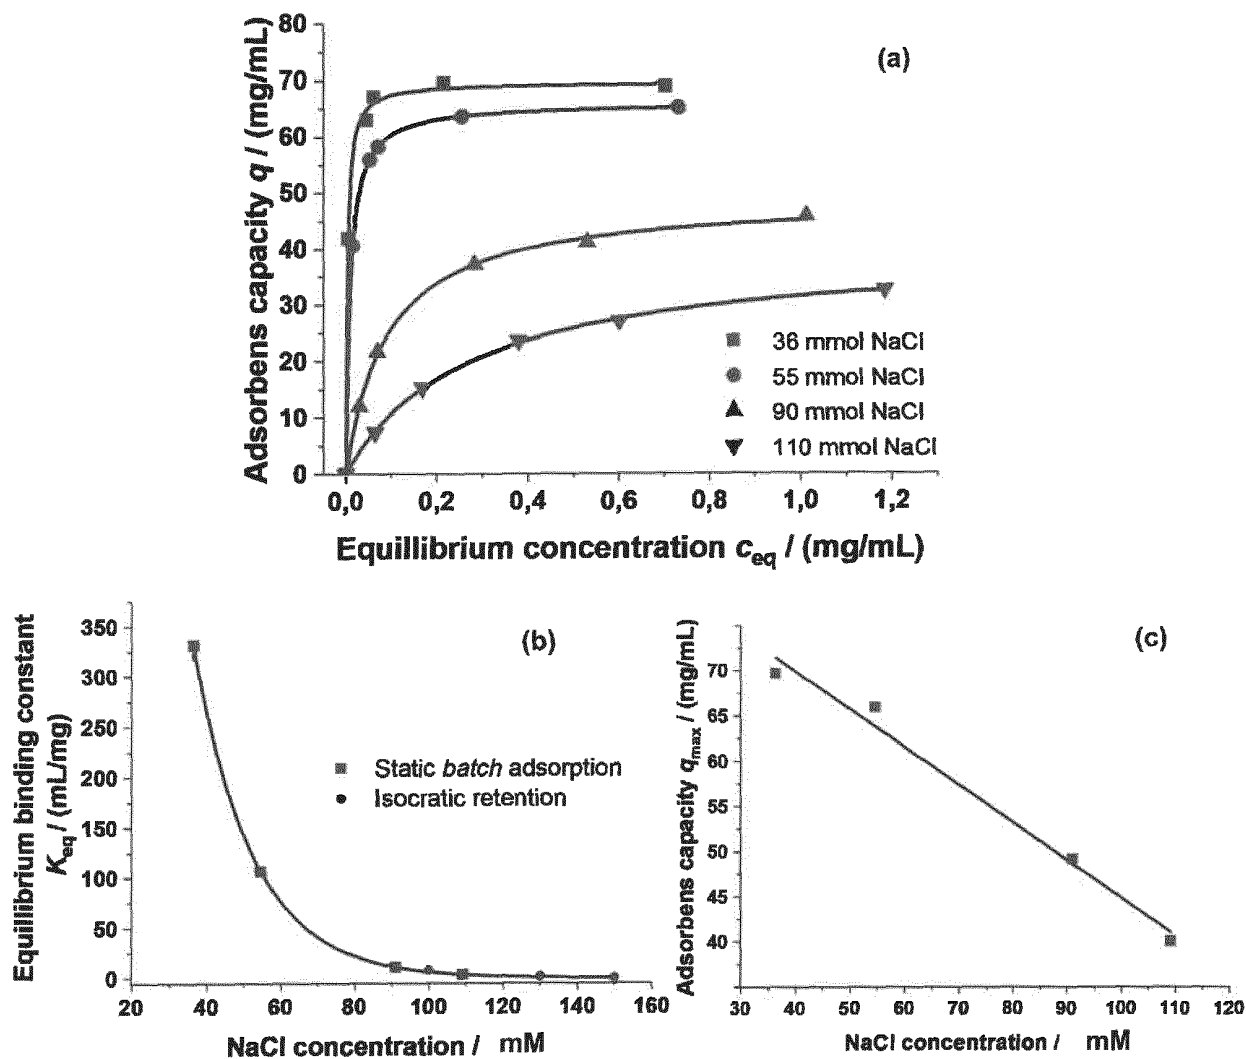 (a)
Adsorbens capacity q / (mg/mL)
80
70
60
50
40
30
20
10
0
36 mmol NaCl
55 mmol NaCl
90 mmol NaCl
110 mmol NaCl
0,0 0,2 0,4 0,6 0,8 1,0 1,2
Equillibrium concentration ceq / (mg/mL)
(b)
Equillibrium binding constant
Keq / (mL/mg)
350
300
250
200
150
100
50
0
Static batch adsorption
Isocratic retention
20 40 60 80 100 120 140 160
NaCl concentration / mM
(c)
Adsorbens capacity qmax / (mg/mL)
70
65
60
55
50
45
40
30 40 50 60 70 80 90 100 110 120
NaCl concentration / mM